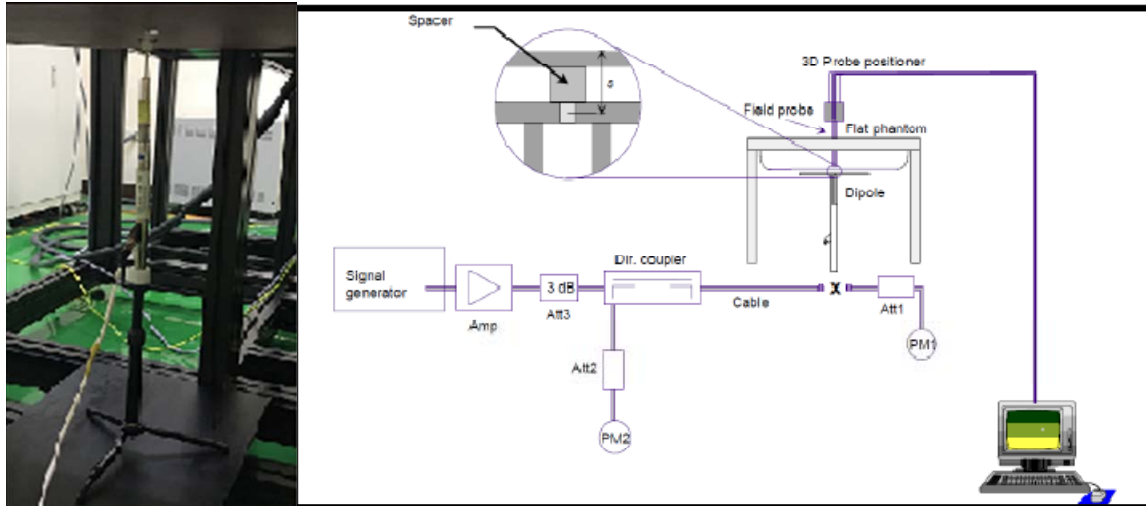 Spacer
s
3D Probe positioner
Field probe
Flat phantom
Dipole
Signal
generator
Amp
3 dB
Att3
Dir. coupler
Cable
Att1
PM1
Att2
PM2